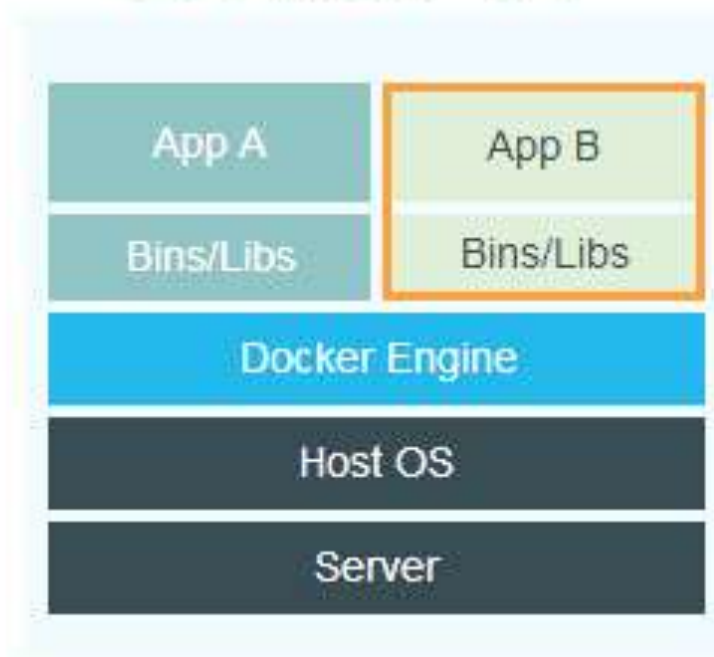 App A
App B
Bins/Libs
Bins/Libs
Docker Engine
Host OS
Server